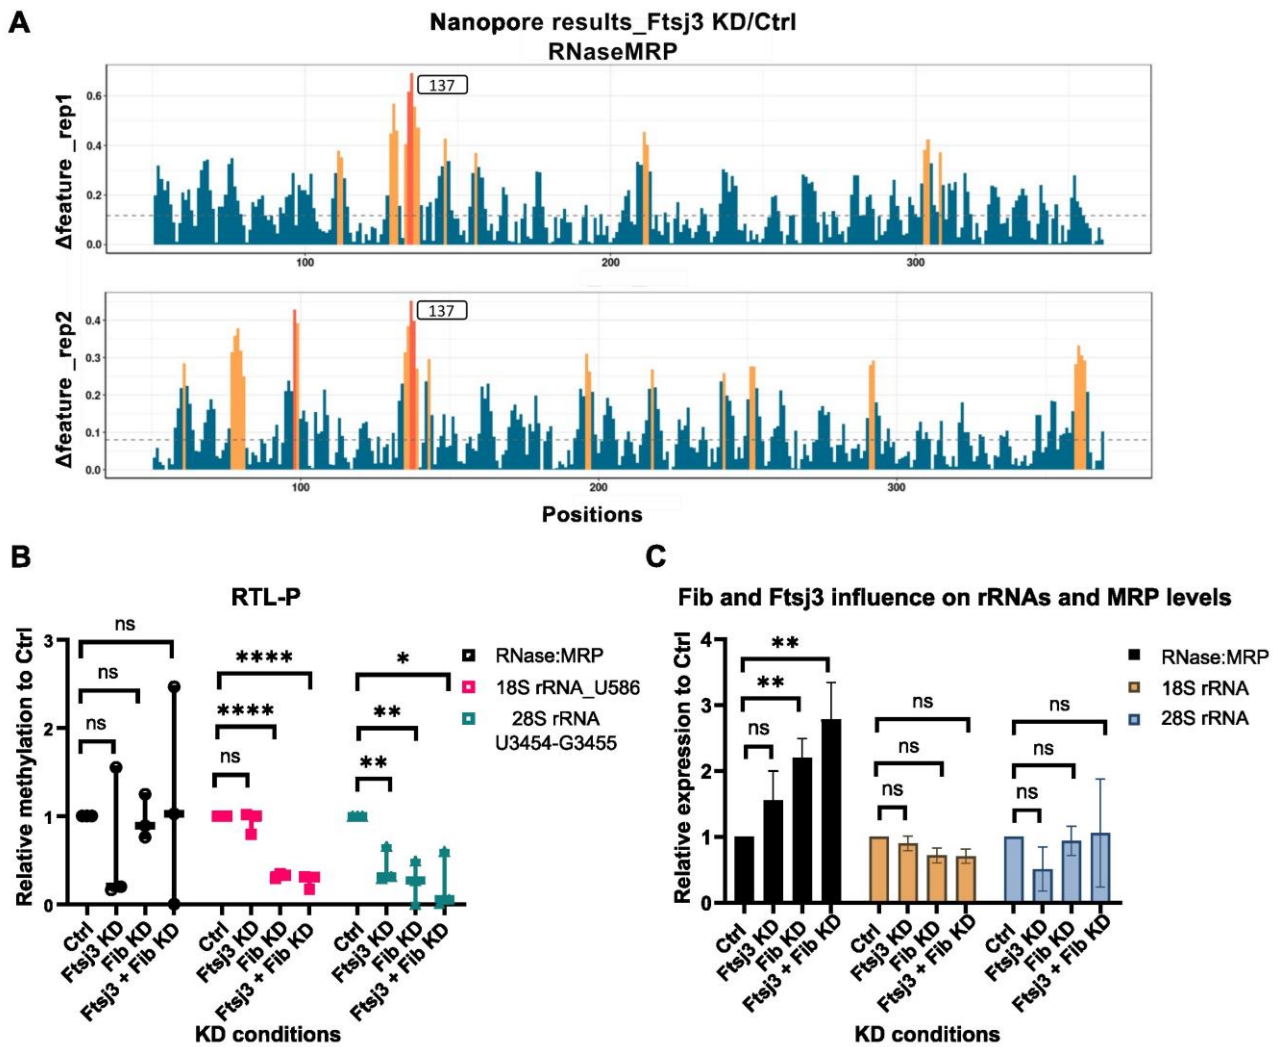 A
Nanopore results_Ftsj3 KD/Ctrl
RNaseMRP
Δfeature _rep1
0.6
0.4
0.2
0.0
137
100
200
300
Δfeature _rep2
0.4
0.3
0.2
0.1
0.0
137
100
200
300
Positions
B
RTL-P
Relative methylation to Ctrl
3
2
1
0
ns
ns
ns
****
****
ns
*
**
**
RNase:MRP
18S rRNA_U586
28S rRNA
U3454-G3455
Ctrl
Ftsj3 KD
Fib KD
Ftsj3 + Fib KD
Ctrl
Ftsj3 KD
Fib KD
Ftsj3 + Fib KD
Ctrl
Ftsj3 KD
Fib KD
Ftsj3 + Fib KD
KD conditions
C
Fib and Ftsj3 influence on rRNAs and MRP levels
Relative expression to Ctrl
4
3
2
1
0
**
**
ns
ns
ns
ns
ns
ns
ns
RNase:MRP
18S rRNA
28S rRNA
Ctrl
Ftsj3 KD
Fib KD
Ftsj3 + Fib KD
Ctrl
Ftsj3 KD
Fib KD
Ftsj3 + Fib KD
Ctrl
Ftsj3 KD
Fib KD
Ftsj3 + Fib KD
KD conditions